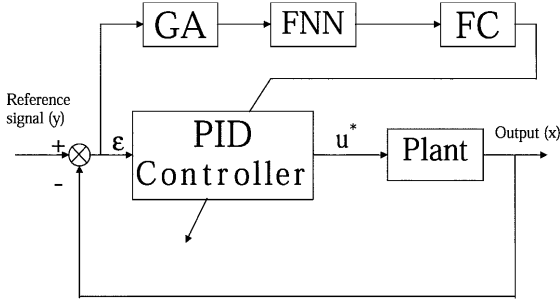 GA
FNN
FC
Reference
signal (y)
+
ε
-
PID
Controller
u*
Plant
Output (x)